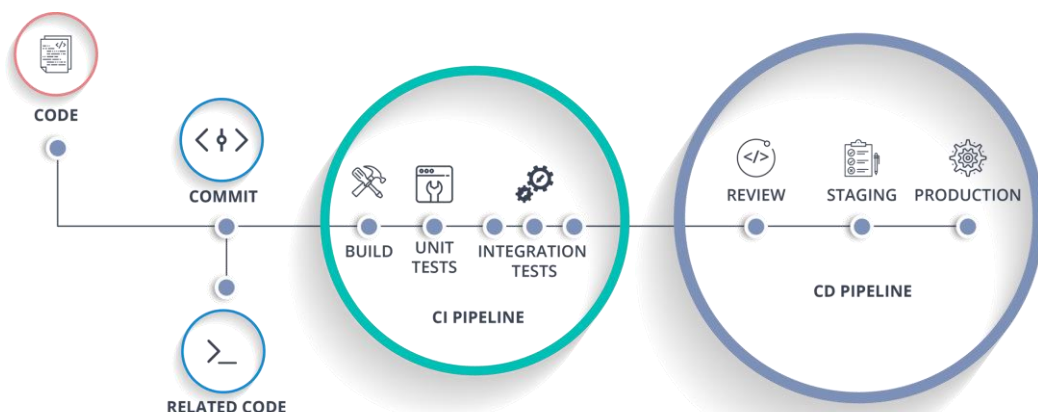 CODE
COMMIT
RELATED CODE
BUILD
UNIT
TESTS
INTEGRATION
TESTS
CI PIPELINE
REVIEW
STAGING
PRODUCTION
CD PIPELINE